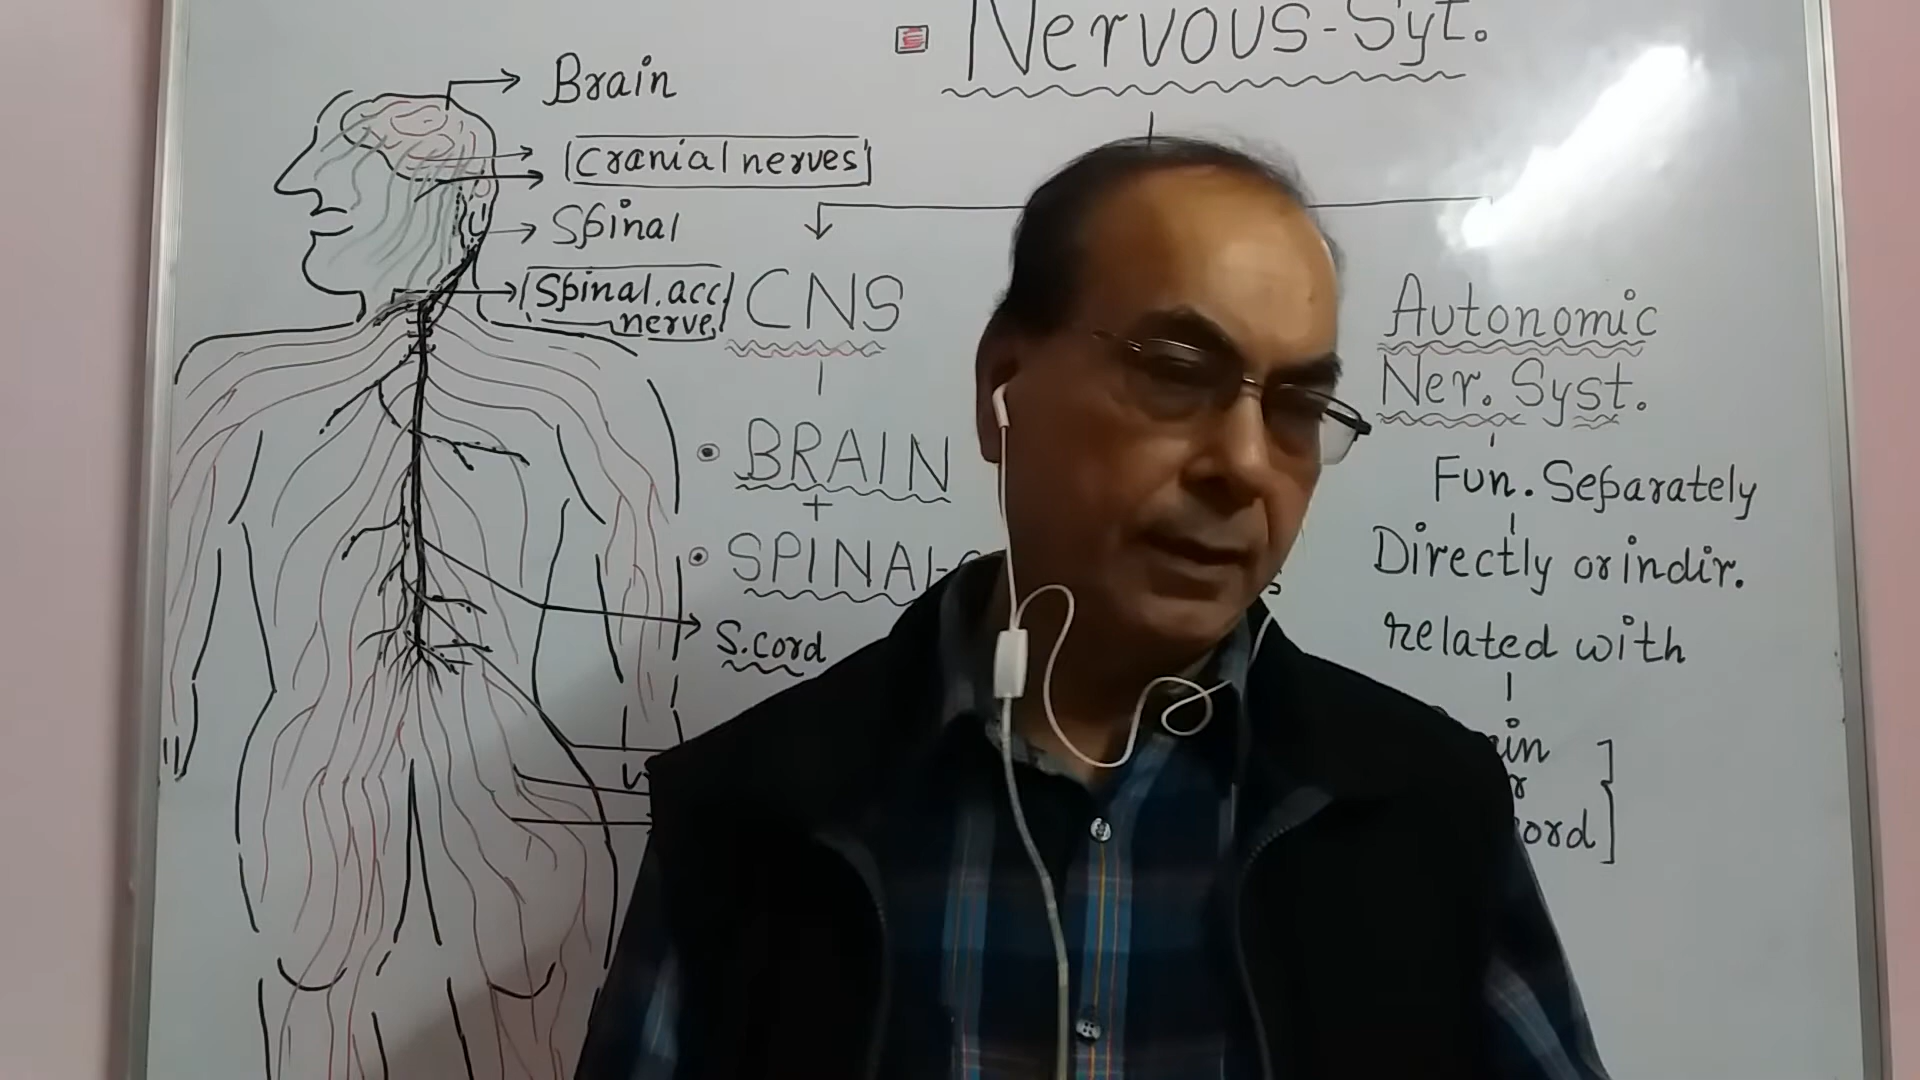 Nervous-Syt.
Brain
Cranial nerves
Spinal
Spinal.acc
nerve
S.cord
CNS
BRAIN
+
SPINAL-
Autonomic
Ner. Syst.
Fun. Separately
Directly or indir.
related with